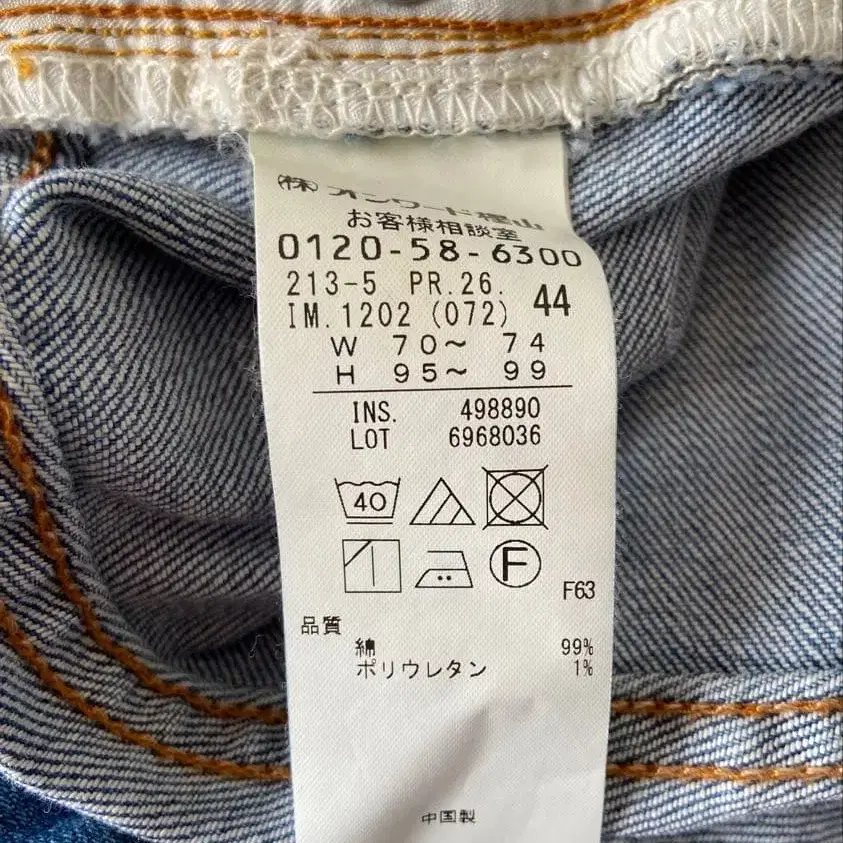 ㈱オンワード樫山
お客様相談室
0120-58-6300
213-5 PR.26.
IM.1202 (072) 44
W 70～ 74
H 95～ 99
INS. 498890
LOT 6968036
40
F
F63
品質
綿 99%
ポリウレタン 1%
中国製